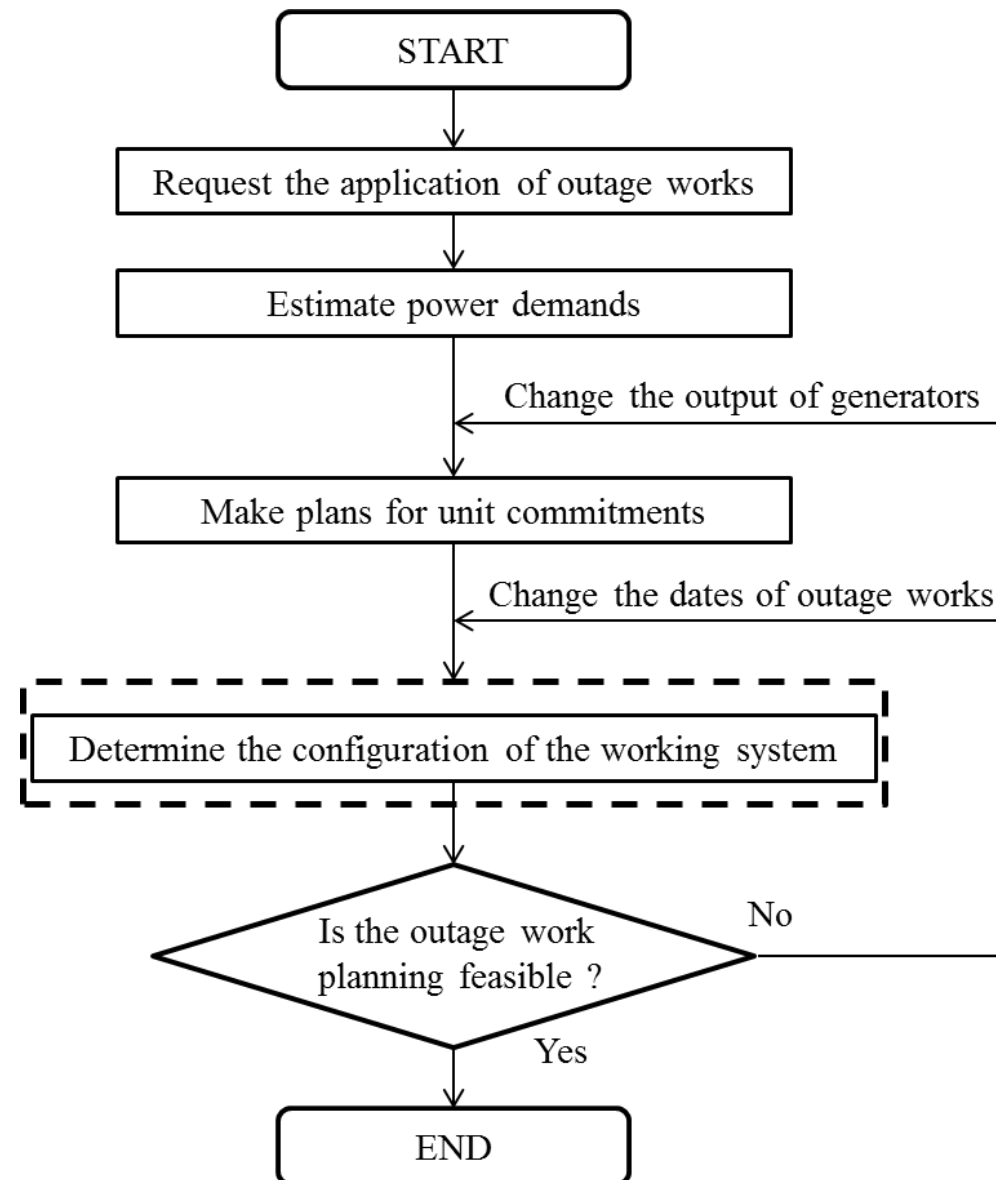 START
Request the application of outage works
Estimate power demands
Change the output of generators
Make plans for unit commitments
Change the dates of outage works
Determine the configuration of the working system
Is the outage work
planning feasible ?
No
Yes
END